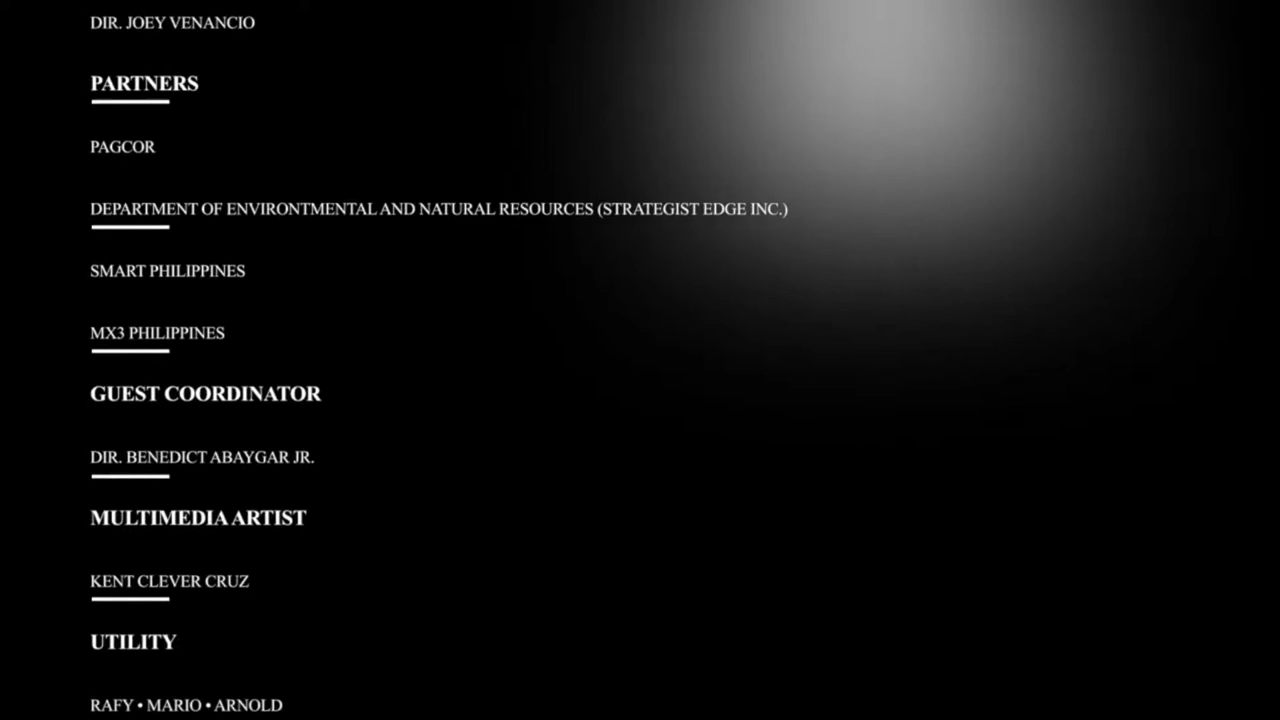 DIR. JOEY VENANCIO
PARTNERS
PAGCOR
DEPARTMENT OF ENVIRONTMENTAL AND NATURAL RESOURCES (STRATEGIST EDGE INC.)
SMART PHILIPPINES
MX3 PHILIPPINES
GUEST COORDINATOR
DIR. BENEDICT ABAYGAR JR.
MULTIMEDIA ARTIST
KENT CLEVER CRUZ
UTILITY
RAFY • MARIO • ARNOLD